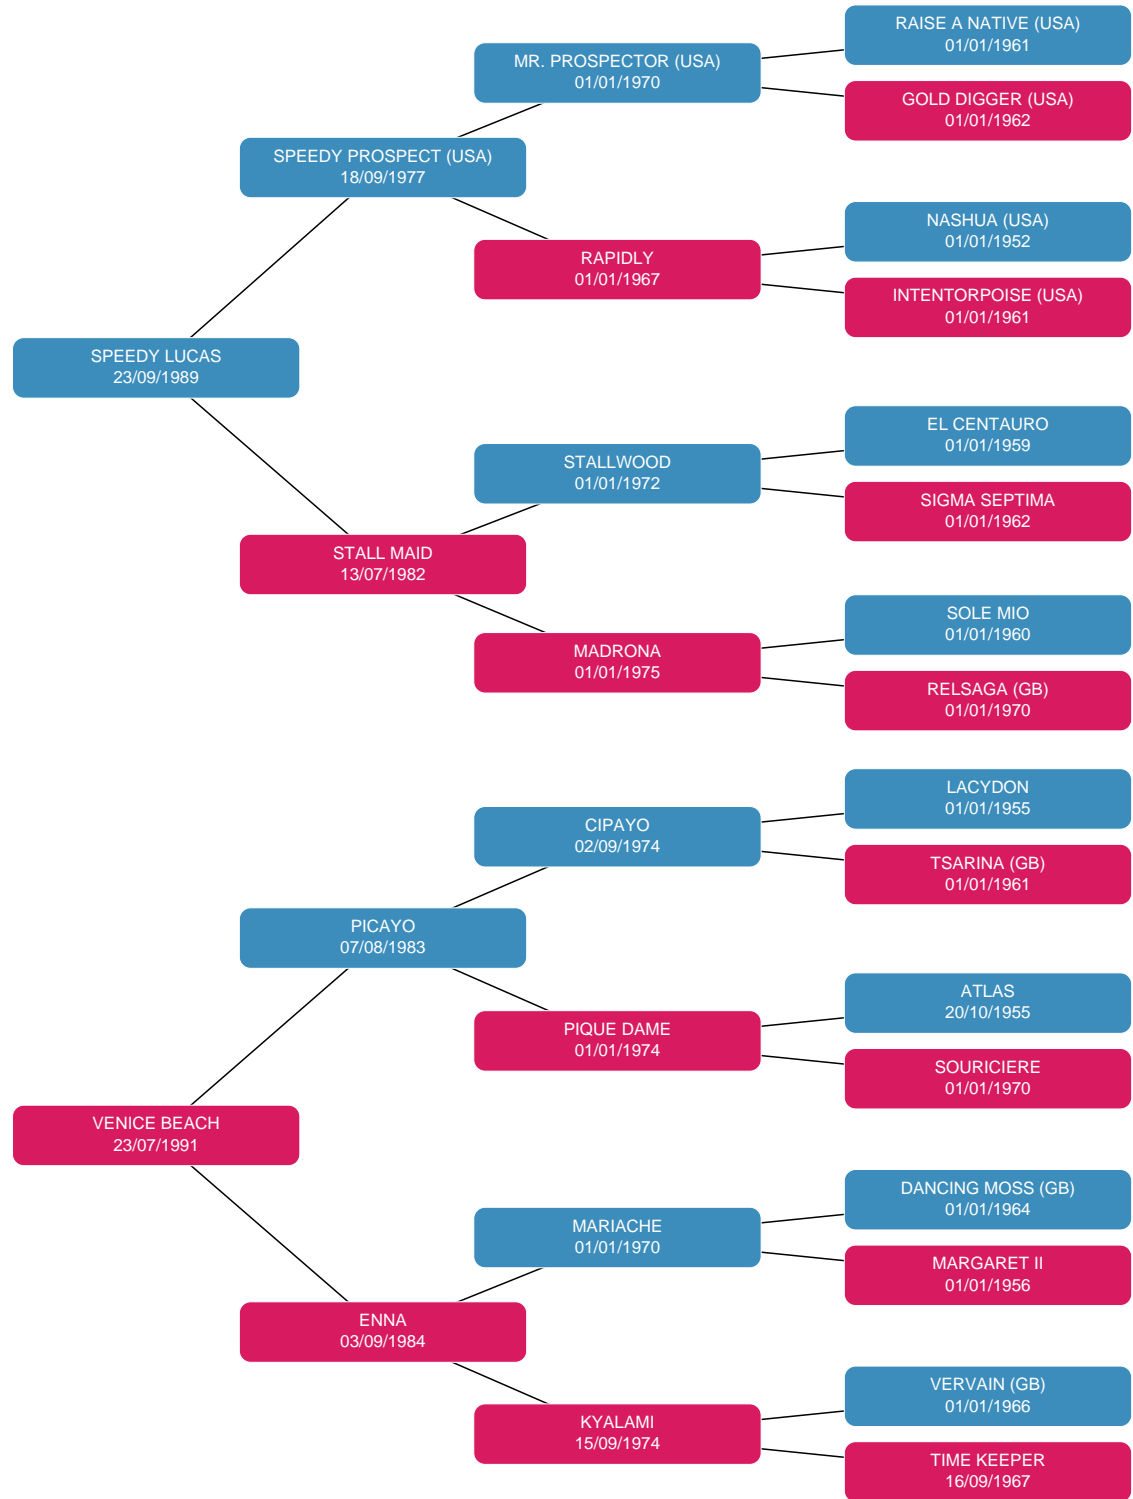 RAISE A NATIVE (USA)
01/01/1961
MR. PROSPECTOR (USA)
01/01/1970
GOLD DIGGER (USA)
01/01/1962
SPEEDY PROSPECT (USA)
18/09/1977
NASHUA (USA)
01/01/1952
RAPIDLY
01/01/1967
INTENTORPOISE (USA)
01/01/1961
SPEEDY LUCAS
23/09/1989
EL CENTAURO
01/01/1959
STALLWOOD
01/01/1972
SIGMA SEPTIMA
01/01/1962
STALL MAID
13/07/1982
SOLE MIO
01/01/1960
MADRONA
01/01/1975
RELSAGA (GB)
01/01/1970
LACYDON
01/01/1955
CIPAYO
02/09/1974
TSARINA (GB)
01/01/1961
PICAYO
07/08/1983
ATLAS
20/10/1955
PIQUE DAME
01/01/1974
SOURICIERE
01/01/1970
VENICE BEACH
23/07/1991
DANCING MOSS (GB)
01/01/1964
MARIACHE
01/01/1970
MARGARET II
01/01/1956
ENNA
03/09/1984
VERVAIN (GB)
01/01/1966
KYALAMI
15/09/1974
TIME KEEPER
16/09/1967